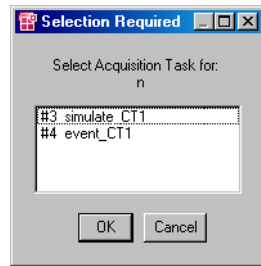 Selection Required
Select Acquisition Task for:
n
#3 simulate_CT1
#4 event_CT1
OK
Cancel